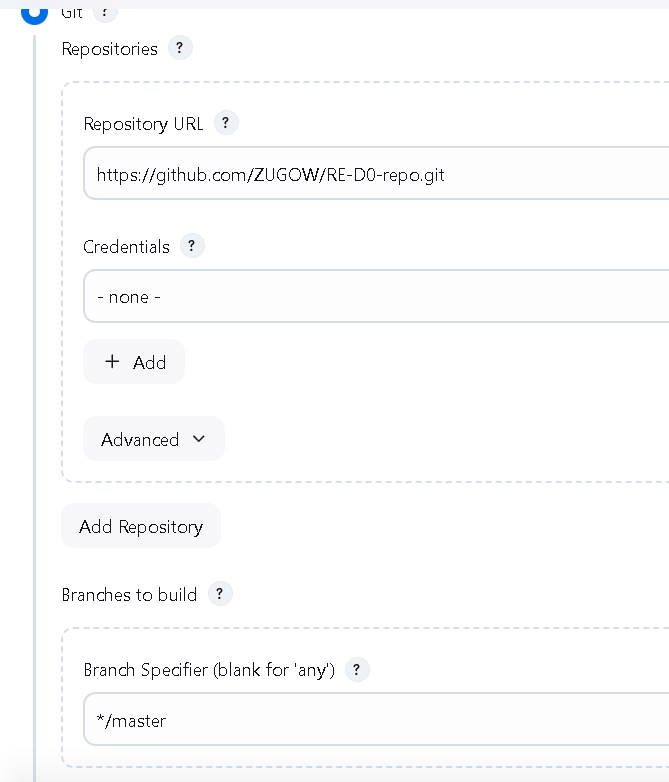 Git ?
Repositories ?
Repository URL ?
https://github.com/ZUGOW/RE-D0-repo.git
Credentials ?
- none -
+ Add
Advanced
Add Repository
Branches to build ?
Branch Specifier (blank for 'any') ?
*/master